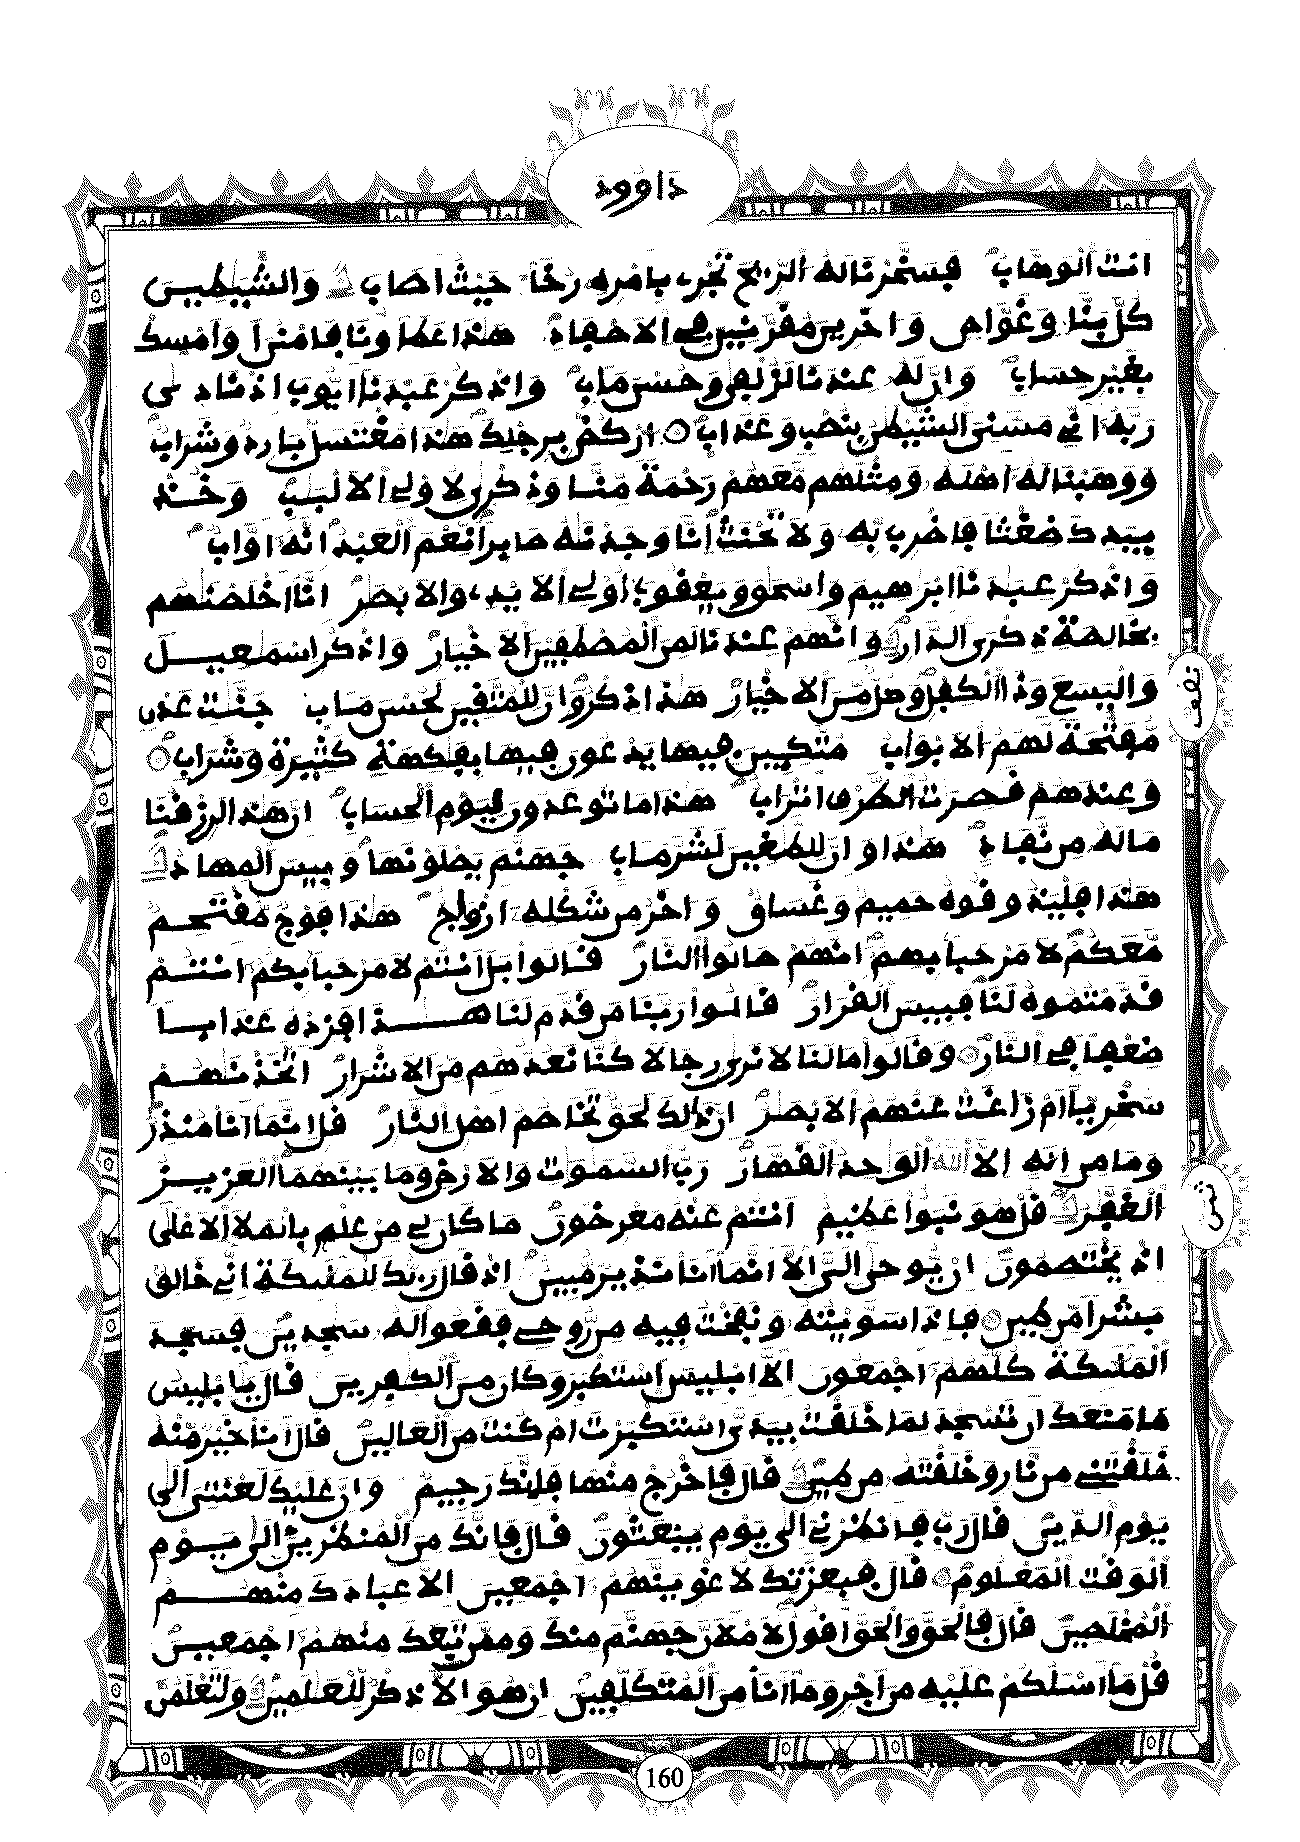 داوود
انت الوهاب فسخرنا له الريح تجري بامره رخا حيث اصاب والشيطين
كل بنا وغواص واخرين مقرنين في الاصفاد هذا عطاونا فامنن او امسك
بغير حساب وان له عندنا لزلفى وحسن ماب واذكر عبدنا ايوب اذ نادى
ربه اني مسني الشيطن بنصب وعذاب اركض برجلك هذا مغتسل بارد وشراب
ووهبنا له اهله ومثلهم معهم رحمة منا وذكرى لاولي الالبب وخذ
بيدك ضغثا فاضرب به ولا تحنث انا وجدنه صابرا نعم العبد انه اواب
واذكر عبدنا ابرهيم واسحق ويعقوب اولي الايدي والابصر انا اخلصنهم
بخالصة ذكرى الدار وانهم عندنا لمن المصطفين الاخيار واذكر اسمعيل
واليسع وذا الكفل وكل من الاخيار هذا ذكر وان للمتقين لحسن ماب جنت عدن
مفتحة لهم الابواب متكين فيها يدعون فيها بفكهة كثيرة وشراب
وعندهم قصرت الطرف اتراب هذا ما توعدون ليوم الحساب ان هذا لرزقنا
ماله من نفاد هذا وان للطغين لشر ماب جهنم يصلونها وبيس المهاد
هذا فليذوقوه حميم وغساق واخر من شكله ازواج هذا فوج مقتحم
معكم لا مرحبا بهم انهم صالوا النار قالوا بل انتم لا مرحبا بكم انتم
قدمتموه لنا فبيس القرار قالوا ربنا من قدم لنا هذا فزده عذابا
ضعفا في النار وقالوا ما لنا لا نرى رجالا كنا نعدهم من الاشرار اتخذنهم
سخريا ام زاغت عنهم الابصر ان ذلك لحق تخاصم اهل النار قل انما انا منذر
وما من اله الا الله الوحد القهار رب السموت والارض وما بينهما العزيز
الغفر قل هو نبوا عظيم انتم عنه معرضون ما كان لي من علم بالملا الاعلى
اذ يختصمون ان يوحى الي الا انما انا نذير مبين اذ قال ربك للمليكة اني خالق
بشرا من طين فاذا سويته ونفخت فيه من روحي فقعوا له سجدين فسجد
المليكة كلهم اجمعون الا ابليس استكبر وكان من الكفرين قال يابليس
ما منعك ان تسجد لما خلقت بيدي استكبرت ام كنت من العالين قال انا خير منه
خلقتني من نار وخلقته من طين قال فاخرج منها فانك رجيم وان عليك لعنتي الى
يوم الدين قال رب فانظرني الى يوم يبعثون قال فانك من المنظرين الى يوم
الوقت المعلوم قال فبعزتك لاغوينهم اجمعين الا عبادك منهم
المخلصين قال فالحق والحق اقول لاملان جهنم منك وممن تبعك منهم اجمعين
قل ما اسلكم عليه من اجر وما انا من المتكلفين ان هو الا ذكر للعلمين ولتعلمن
نصف
ثمن
160